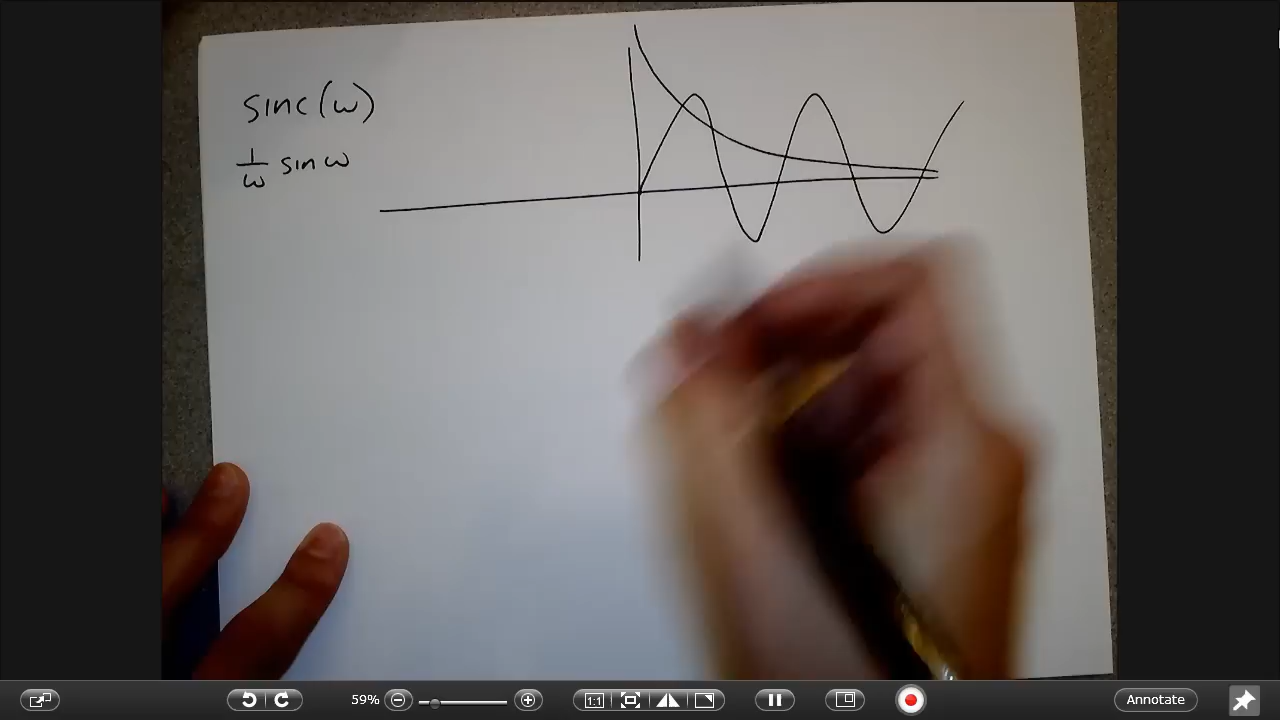 sinc(ω)
1/ω sin ω
59%
1:1
Annotate